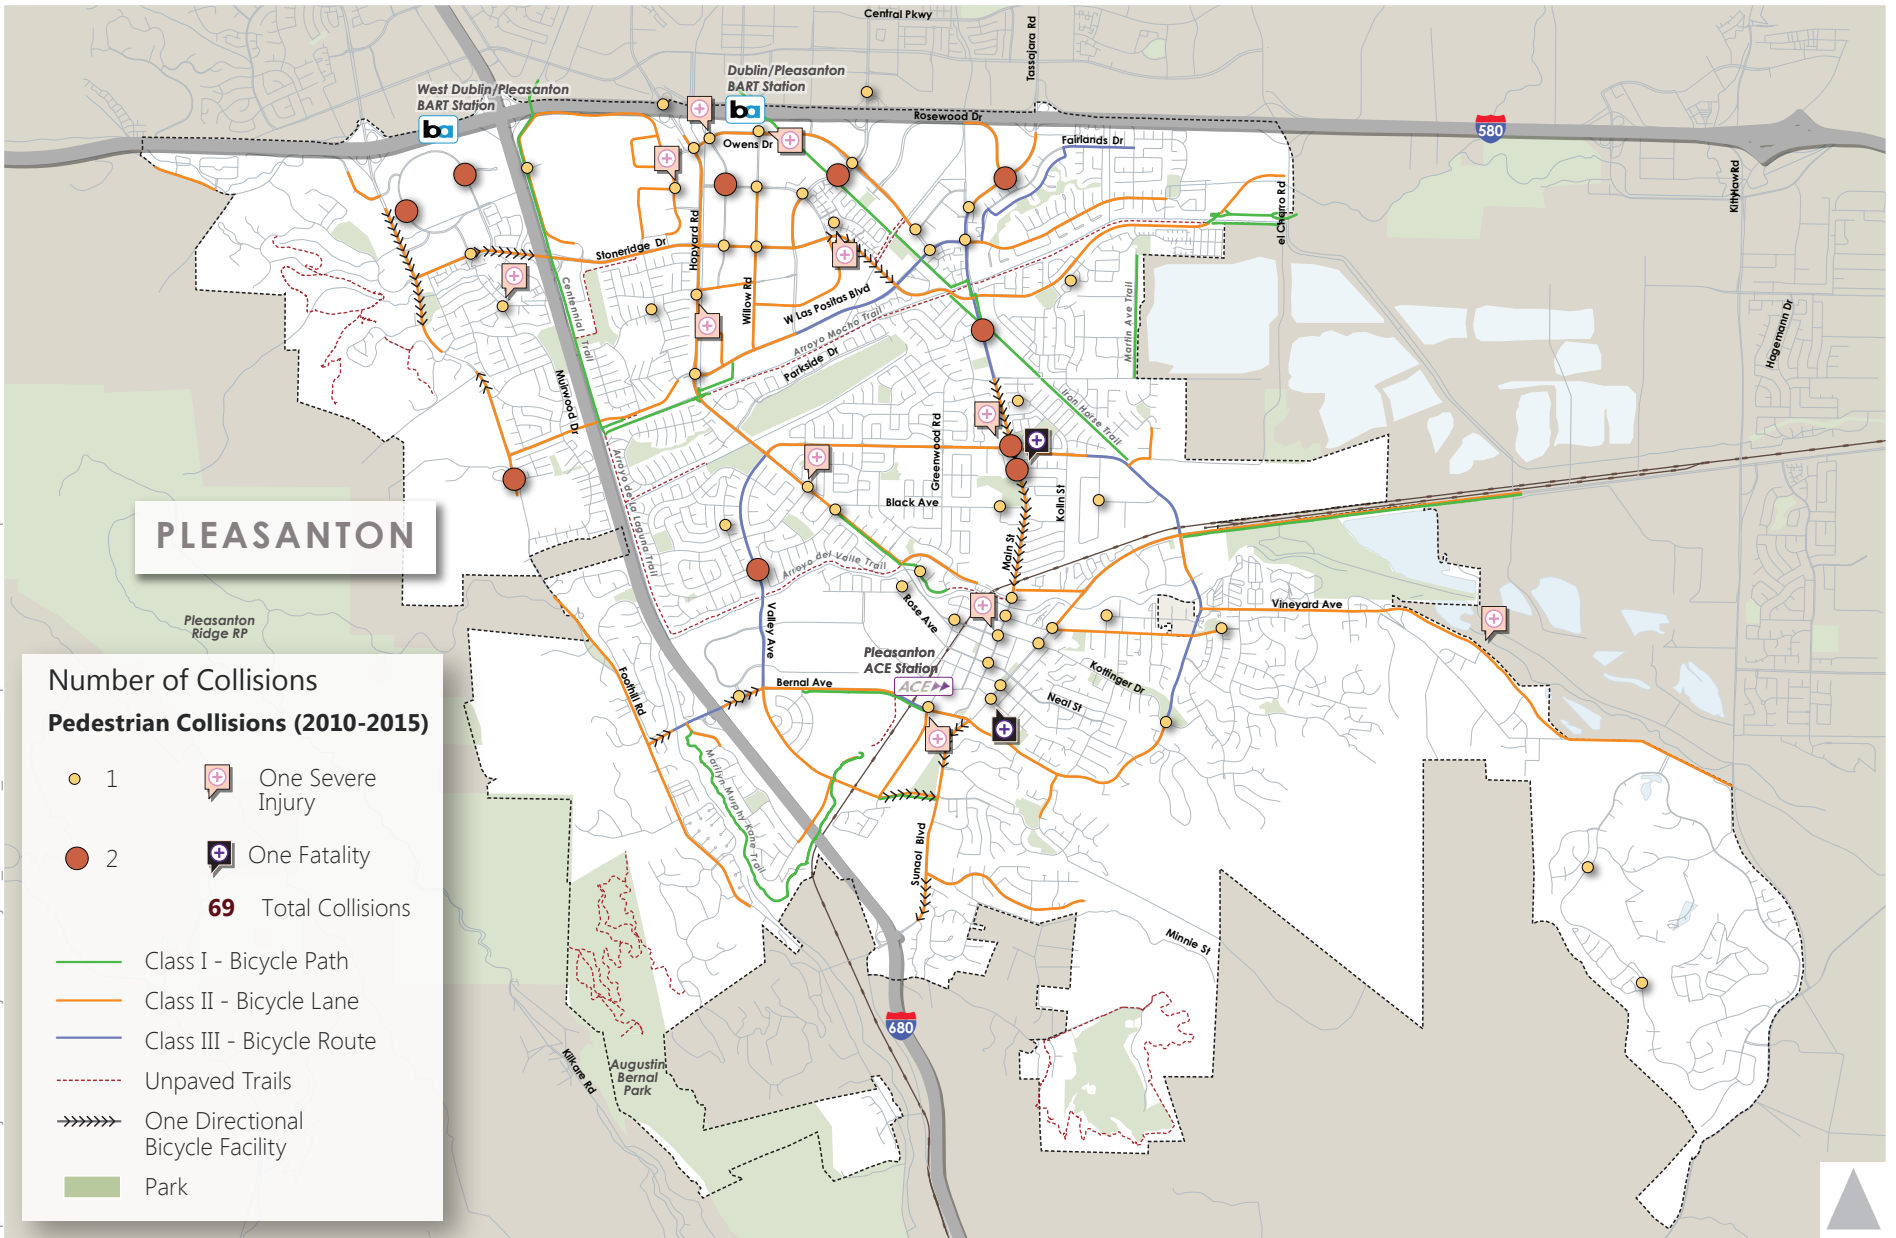 Central Pkwy
Tassajara Rd
Dublin/Pleasanton
BART Station
West Dublin/Pleasanton
BART Station
ba
ba
Rosewood Dr
580
Owens Dr
Fairlands Dr
KittyHawkRd
el Charro Rd
Hopyard Rd
Stoneridge Dr
Willow Rd
W Las Positas Blvd
Centennial Trail
Arroyo Mocho Trail
Parkside Dr
Martin Ave Trail
Hagemann Dr
Muirwood Dr
Iron Horse Trail
Greenwood Rd
Arroyo de La Laguna Trail
Black Ave
Kolln St
PLEASANTON
Main St
Arroyo del Valle Trail
Rose Ave
Vineyard Ave
Valley Ave
Pleasanton
Ridge RP
Pleasanton
ACE Station
ACE
Kottinger Dr
Bernal Ave
Neal St
Foothill Rd
Marilyn Murphy Kane Trail
Sunaol Blvd
Minnie St
680
Kilkare Rd
Augustin
Bernal
Park
Number of Collisions
Pedestrian Collisions (2010-2015)
1
One Severe
Injury
2
One Fatality
69 Total Collisions
Class I - Bicycle Path
Class II - Bicycle Lane
Class III - Bicycle Route
Unpaved Trails
One Directional
Bicycle Facility
Park